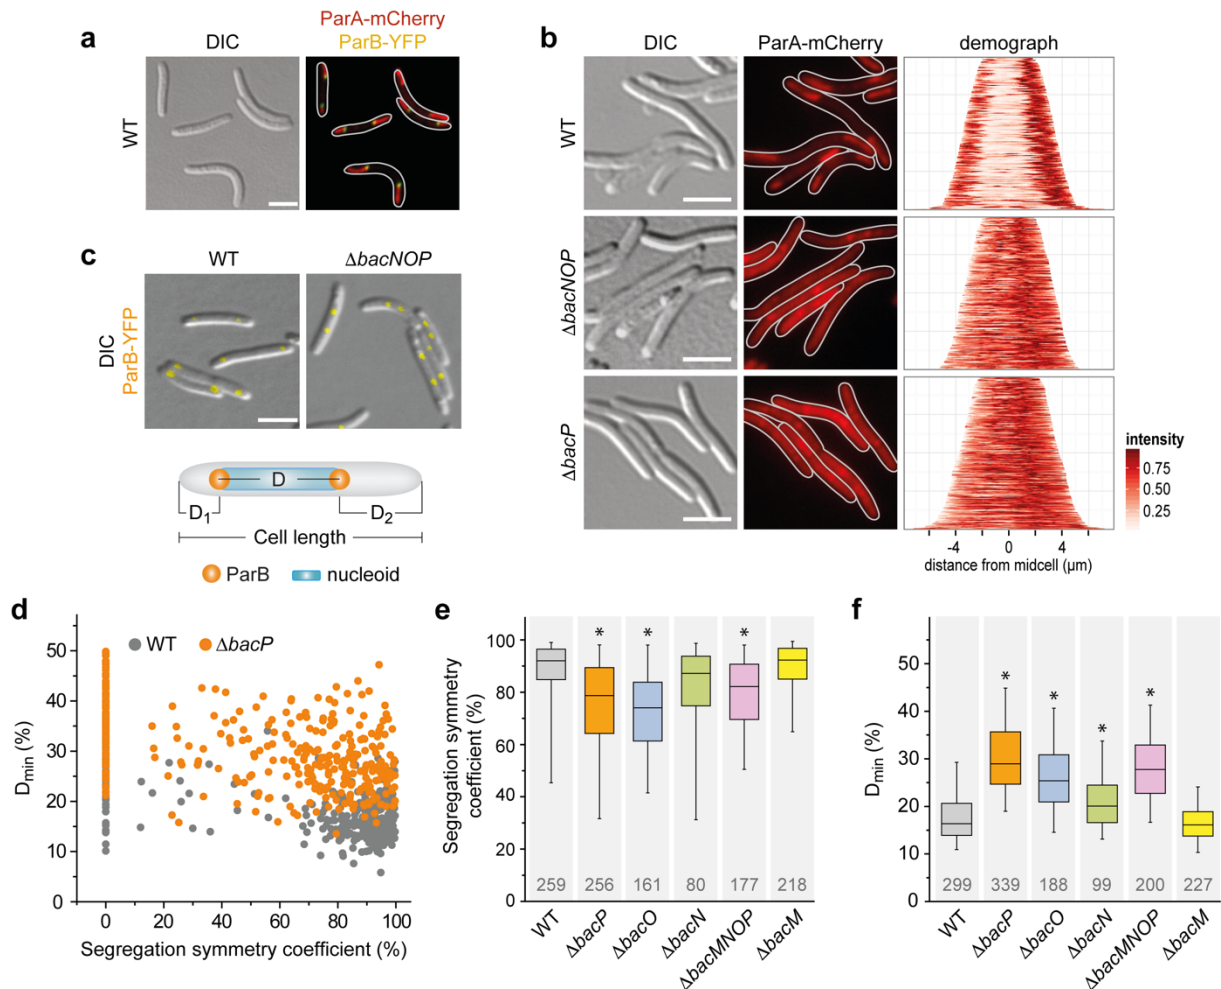 a
DIC
ParA-mCherry
ParB-YFP
WT
b
DIC
ParA-mCherry
demograph
WT
ΔbacNOP
ΔbacP
intensity
0.75
0.50
0.25
-4
0
4
distance from midcell (µm)
c
WT
ΔbacNOP
DIC
ParB-YFP
D
D1
D2
Cell length
ParB
nucleoid
d
WT
ΔbacP
Dmin (%)
50
40
30
20
10
0
0
20
40
60
80
100
Segregation symmetry coefficient (%)
e
Segregation symmetry
coefficient (%)
100
80
60
40
20
0
259
256
161
80
177
218
WT
ΔbacP
ΔbacO
ΔbacN
ΔbacMNOP
ΔbacM
* * *
f
Dmin (%)
50
40
30
20
10
0
* * * *
299
339
188
99
200
227
WT
ΔbacP
ΔbacO
ΔbacN
ΔbacMNOP
ΔbacM